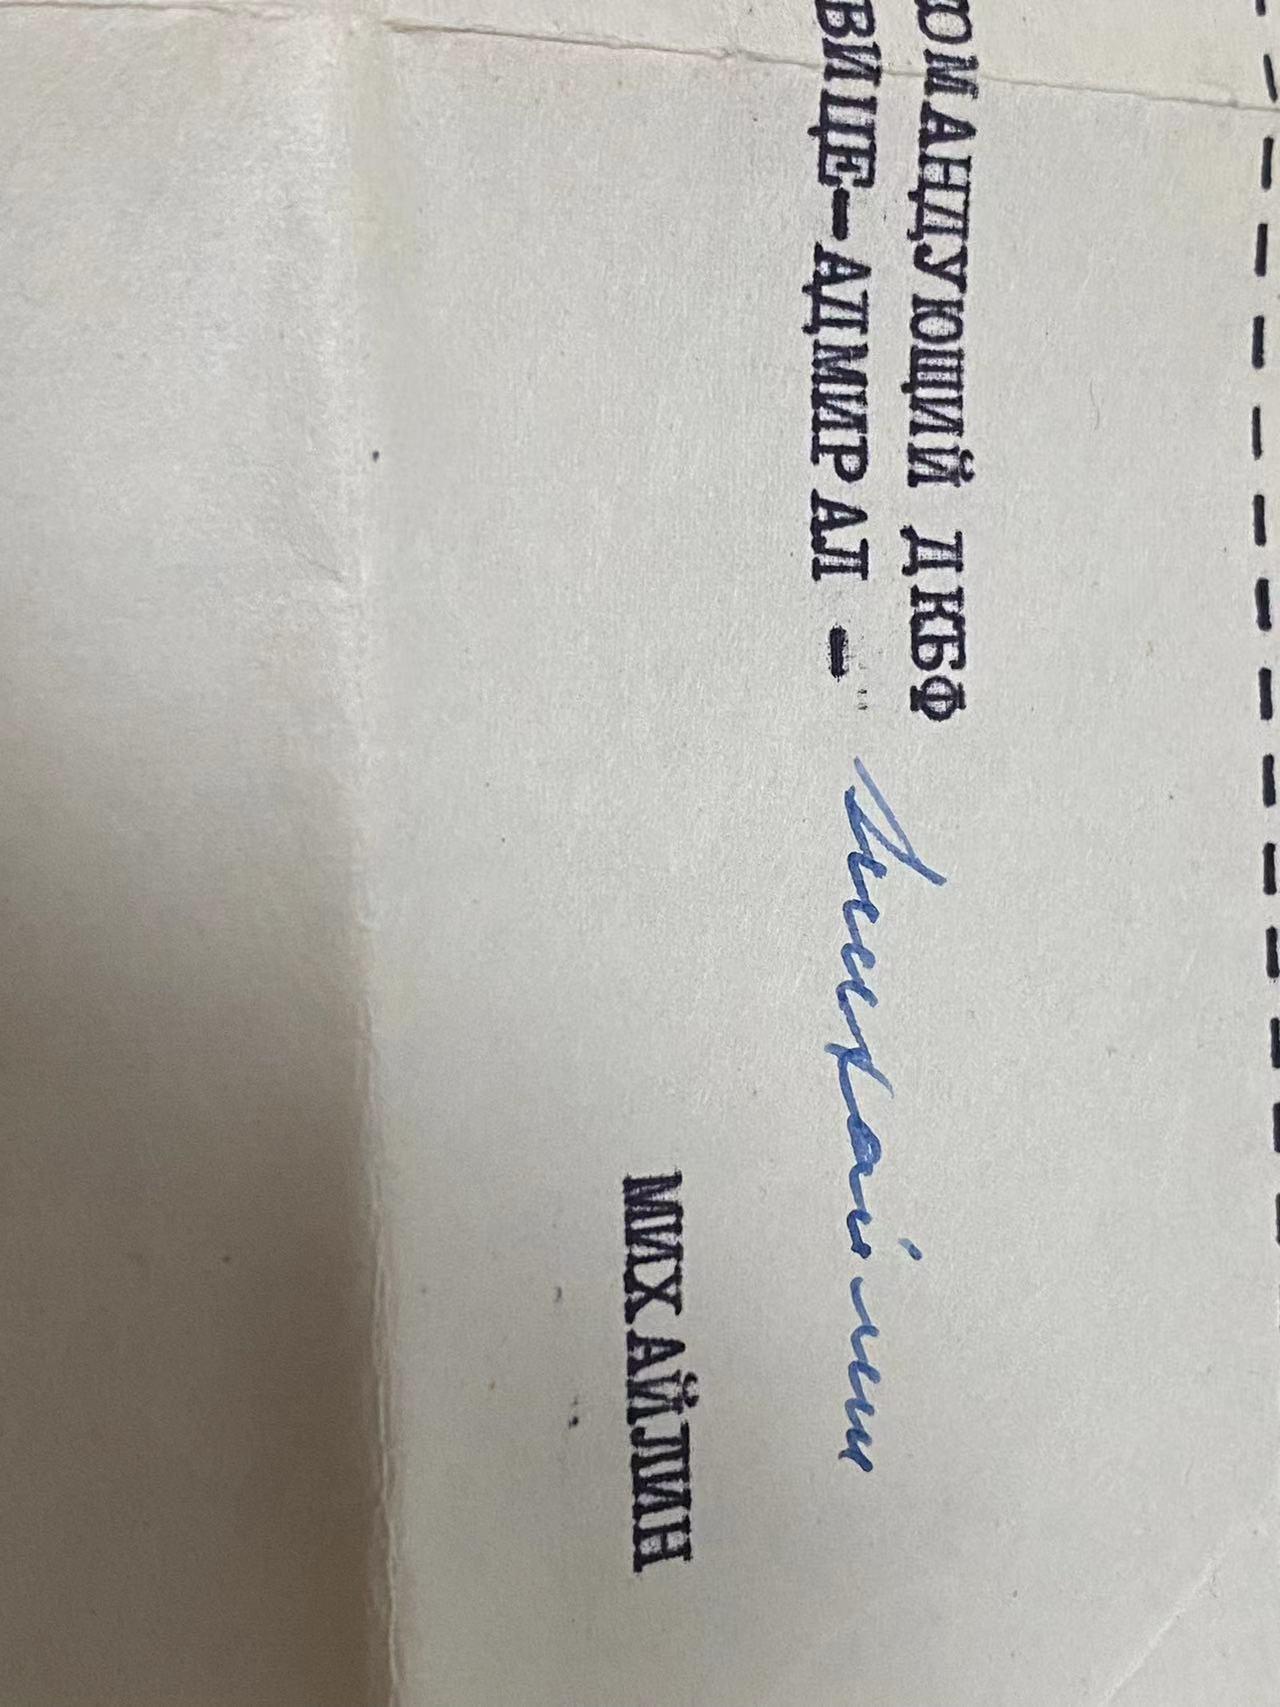 КОМАНДУЮЩИЙ ДКБФ
ВИЦЕ-АДМИРАЛ - Михайлин
МИХАЙЛИН